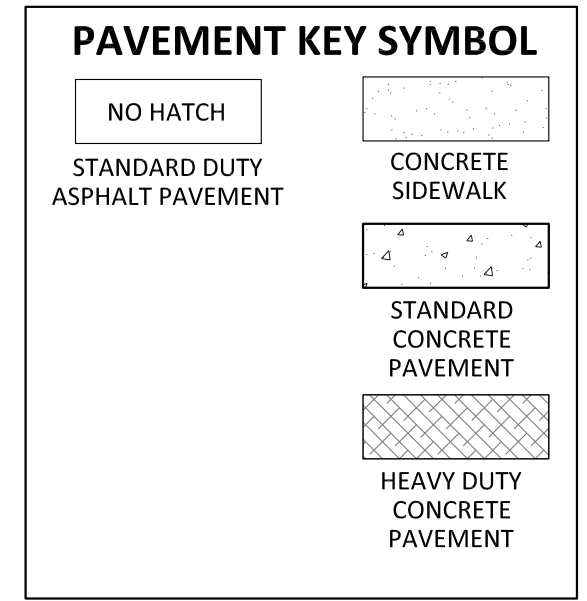 PAVEMENT KEY SYMBOL
NO HATCH
STANDARD DUTY
ASPHALT PAVEMENT
CONCRETE
SIDEWALK
STANDARD
CONCRETE
PAVEMENT
HEAVY DUTY
CONCRETE
PAVEMENT